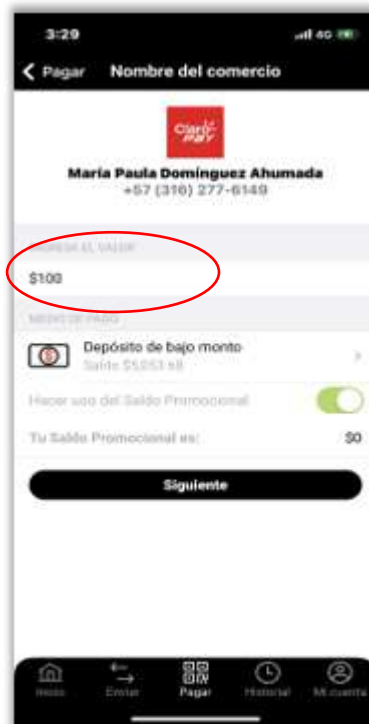 3:29
4G
Pagar Nombre del comercio
Claro pay
María Paula Domínguez Ahumada
+57 (316) 277-6149
INGRESA EL VALOR
$100
MEDIO DE PAGO
Depósito de bajo monto
Saldo
Hacer uso del Saldo Promocional
Tu Saldo Promocional es: $0
Siguiente
Inicio Enviar Pagar Historial Mi cuenta